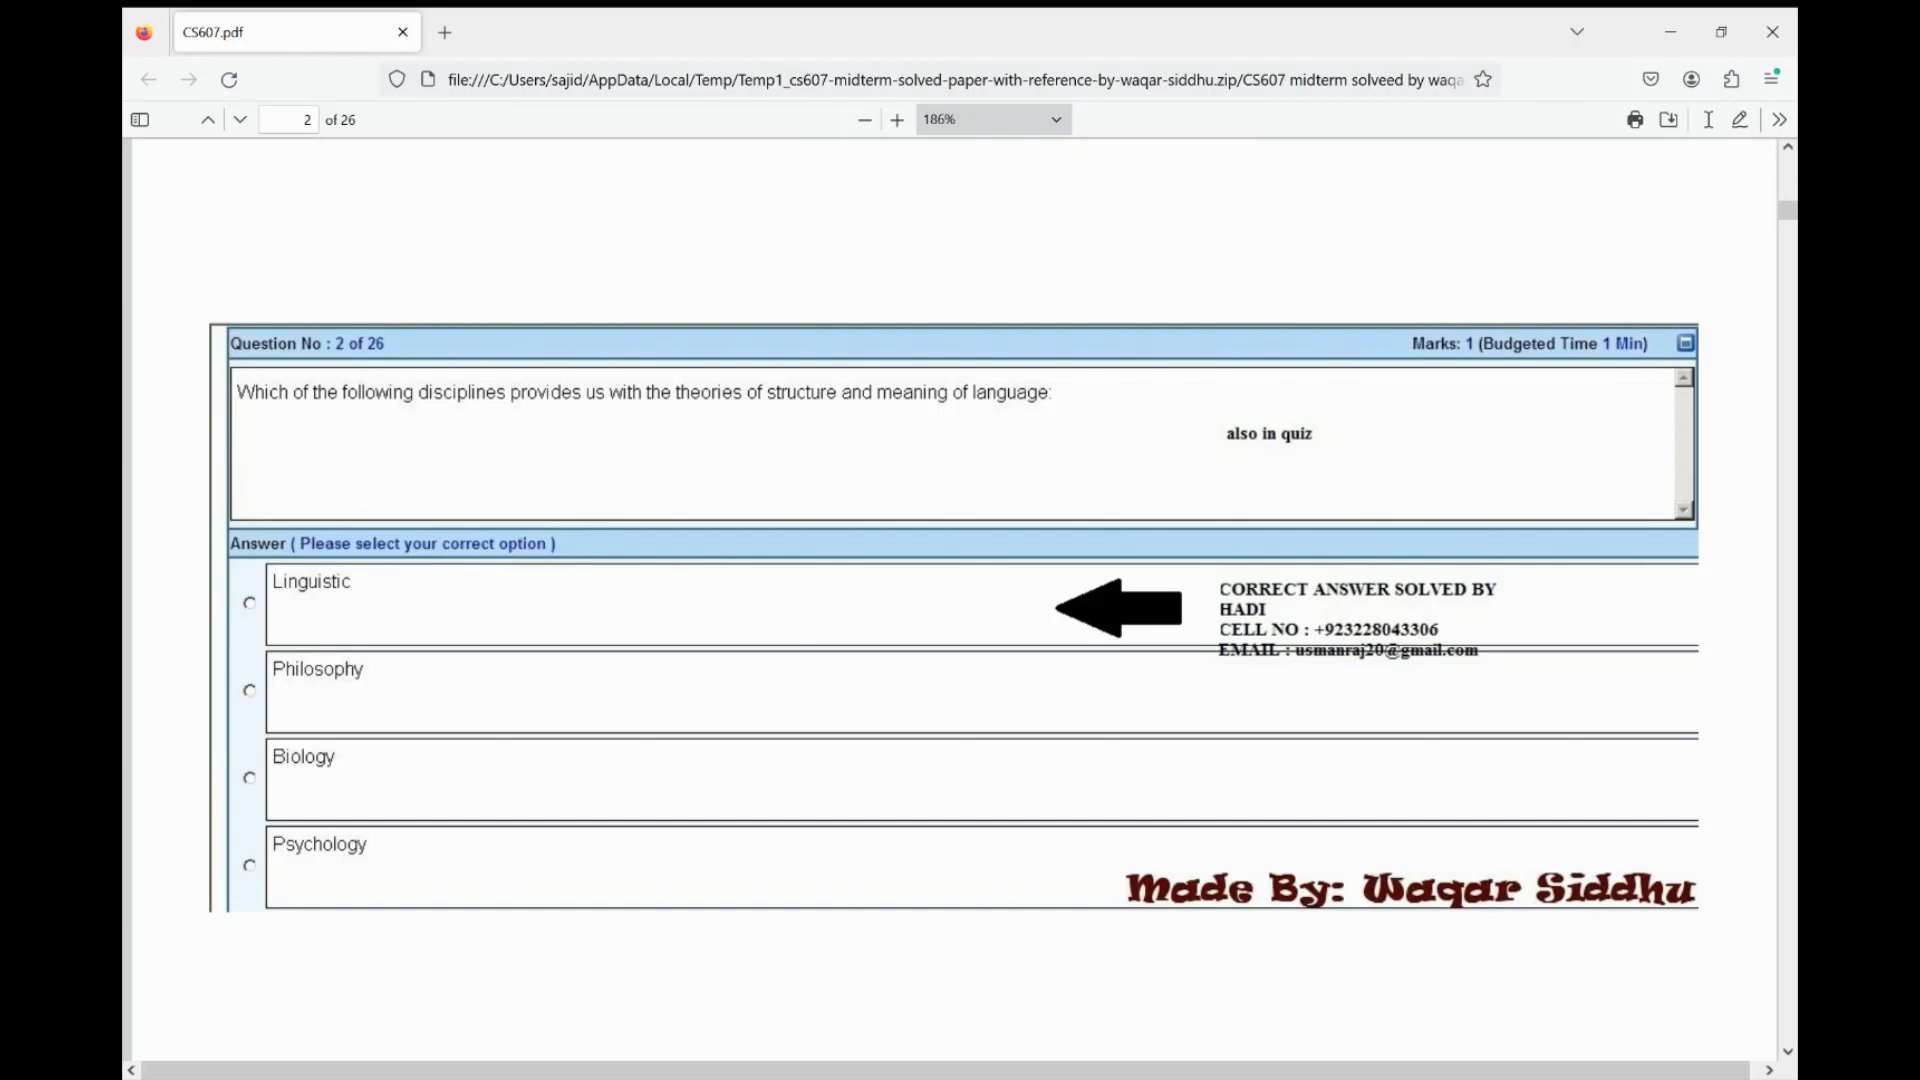 CS607.pdf
file:///C:/Users/sajid/AppData/Local/Temp/Temp1_cs607-midterm-solved-paper-with-reference-by-waqar-siddhu.zip/CS607 midterm solveed by waqa
2 of 26
186%
Question No : 2 of 26 Marks: 1 (Budgeted Time 1 Min)
Which of the following disciplines provides us with the theories of structure and meaning of language:
also in quiz
Answer ( Please select your correct option )
Linguistic
CORRECT ANSWER SOLVED BY
HADI
CELL NO : +923228043306
EMAIL : usmanraj20@gmail.com
Philosophy
Biology
Psychology
Made By: Waqar Siddhu